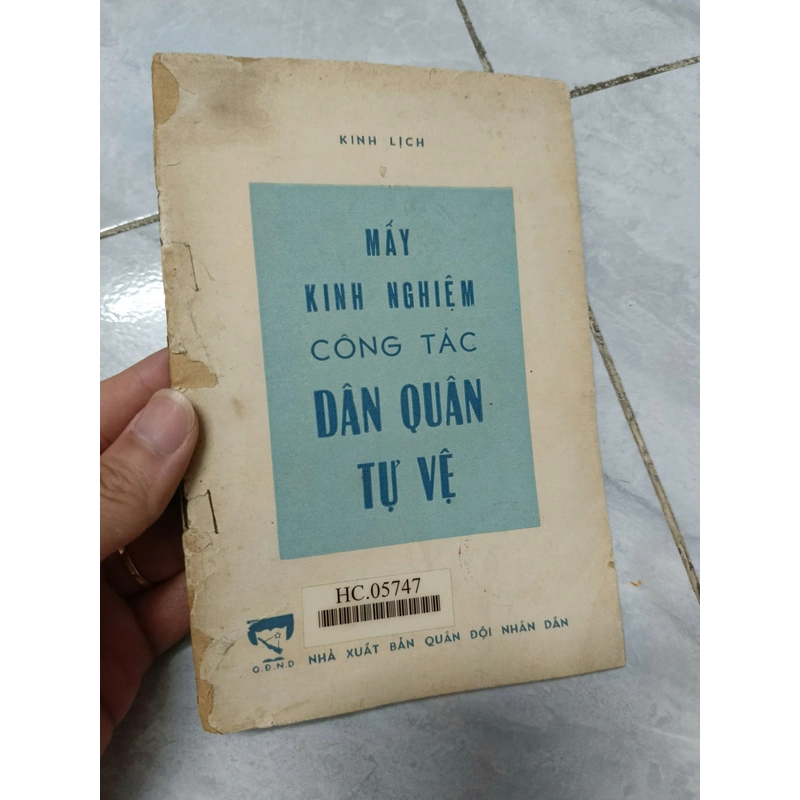 KINH LỊCH
MẤY
KINH NGHIỆM
CÔNG TÁC
DÂN QUÂN
TỰ VỆ
HC.05747
Q.Đ.N.D NHÀ XUẤT BẢN QUÂN ĐỘI NHÂN DÂN